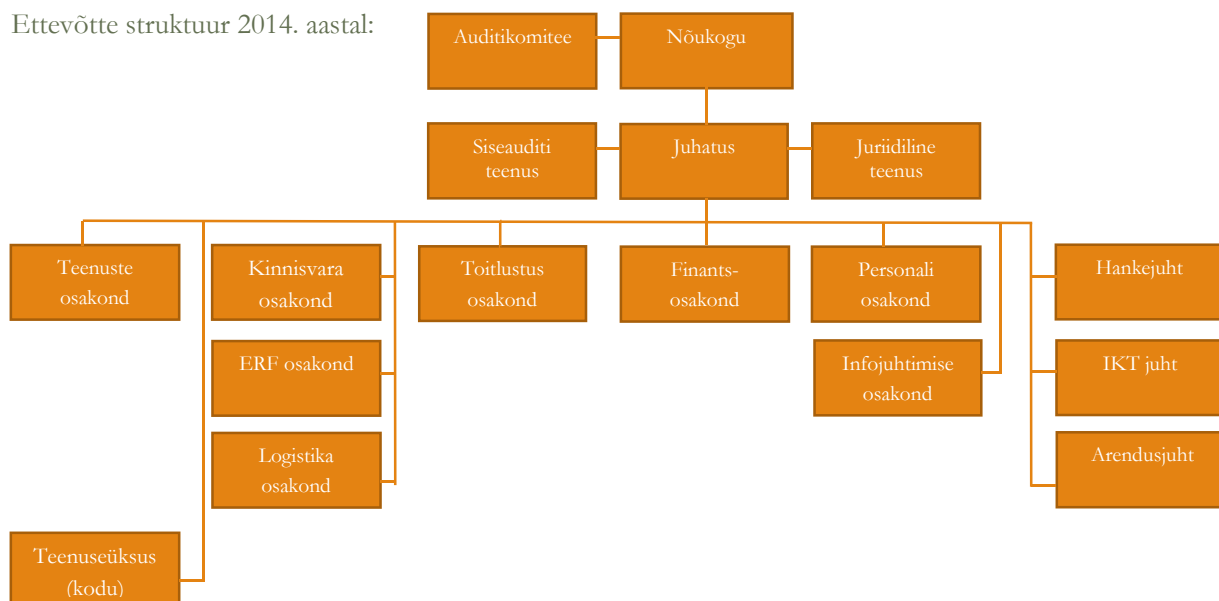 Ettevõtte struktuur 2014. aastal:
Auditikomitee
Nõukogu
Siseauditi
teenus
Juhatus
Juriidiline
teenus
Teenuste
osakond
Kinnisvara
osakond
Toitlustus
osakond
Finants-
osakond
Personali
osakond
Hankejuht
ERF osakond
Infojuhtimise
osakond
IKT juht
Logistika
osakond
Arendusjuht
Teenuseüksus
(kodu)